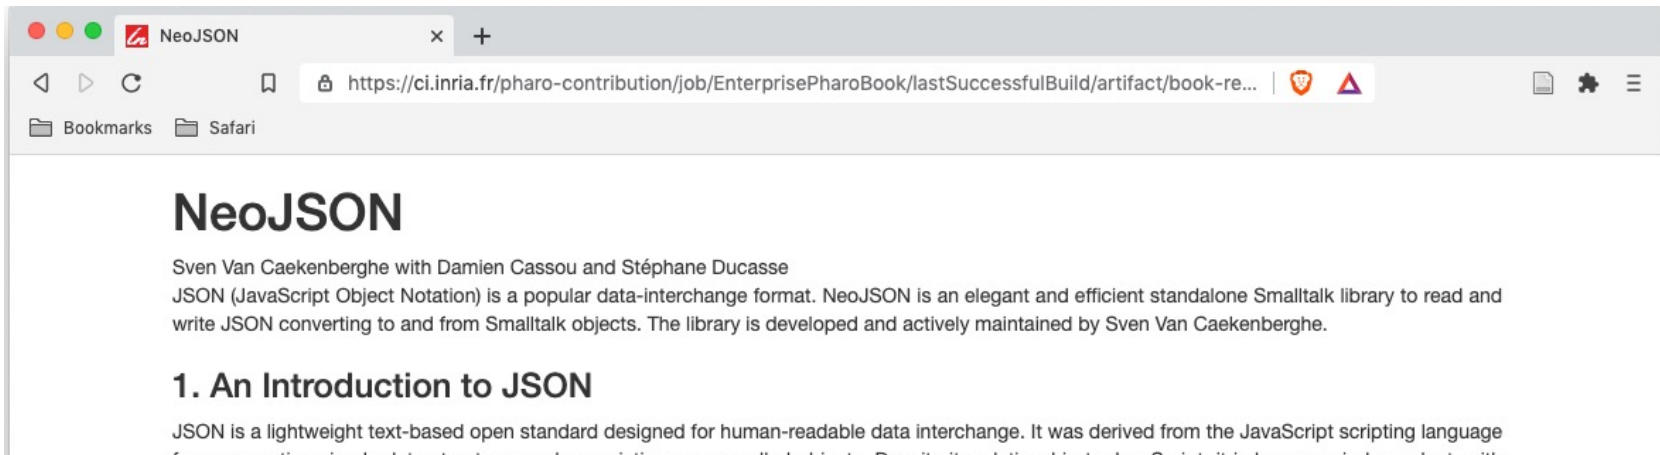 NeoJSON
https://ci.inria.fr/pharo-contribution/job/EnterprisePharoBook/lastSuccessfulBuild/artifact/book-re...
Bookmarks Safari
NeoJSON
Sven Van Caekenberghe with Damien Cassou and Stéphane Ducasse
JSON (JavaScript Object Notation) is a popular data-interchange format. NeoJSON is an elegant and efficient standalone Smalltalk library to read and
write JSON converting to and from Smalltalk objects. The library is developed and actively maintained by Sven Van Caekenberghe.
1. An Introduction to JSON
JSON is a lightweight text-based open standard designed for human-readable data interchange. It was derived from the JavaScript scripting language